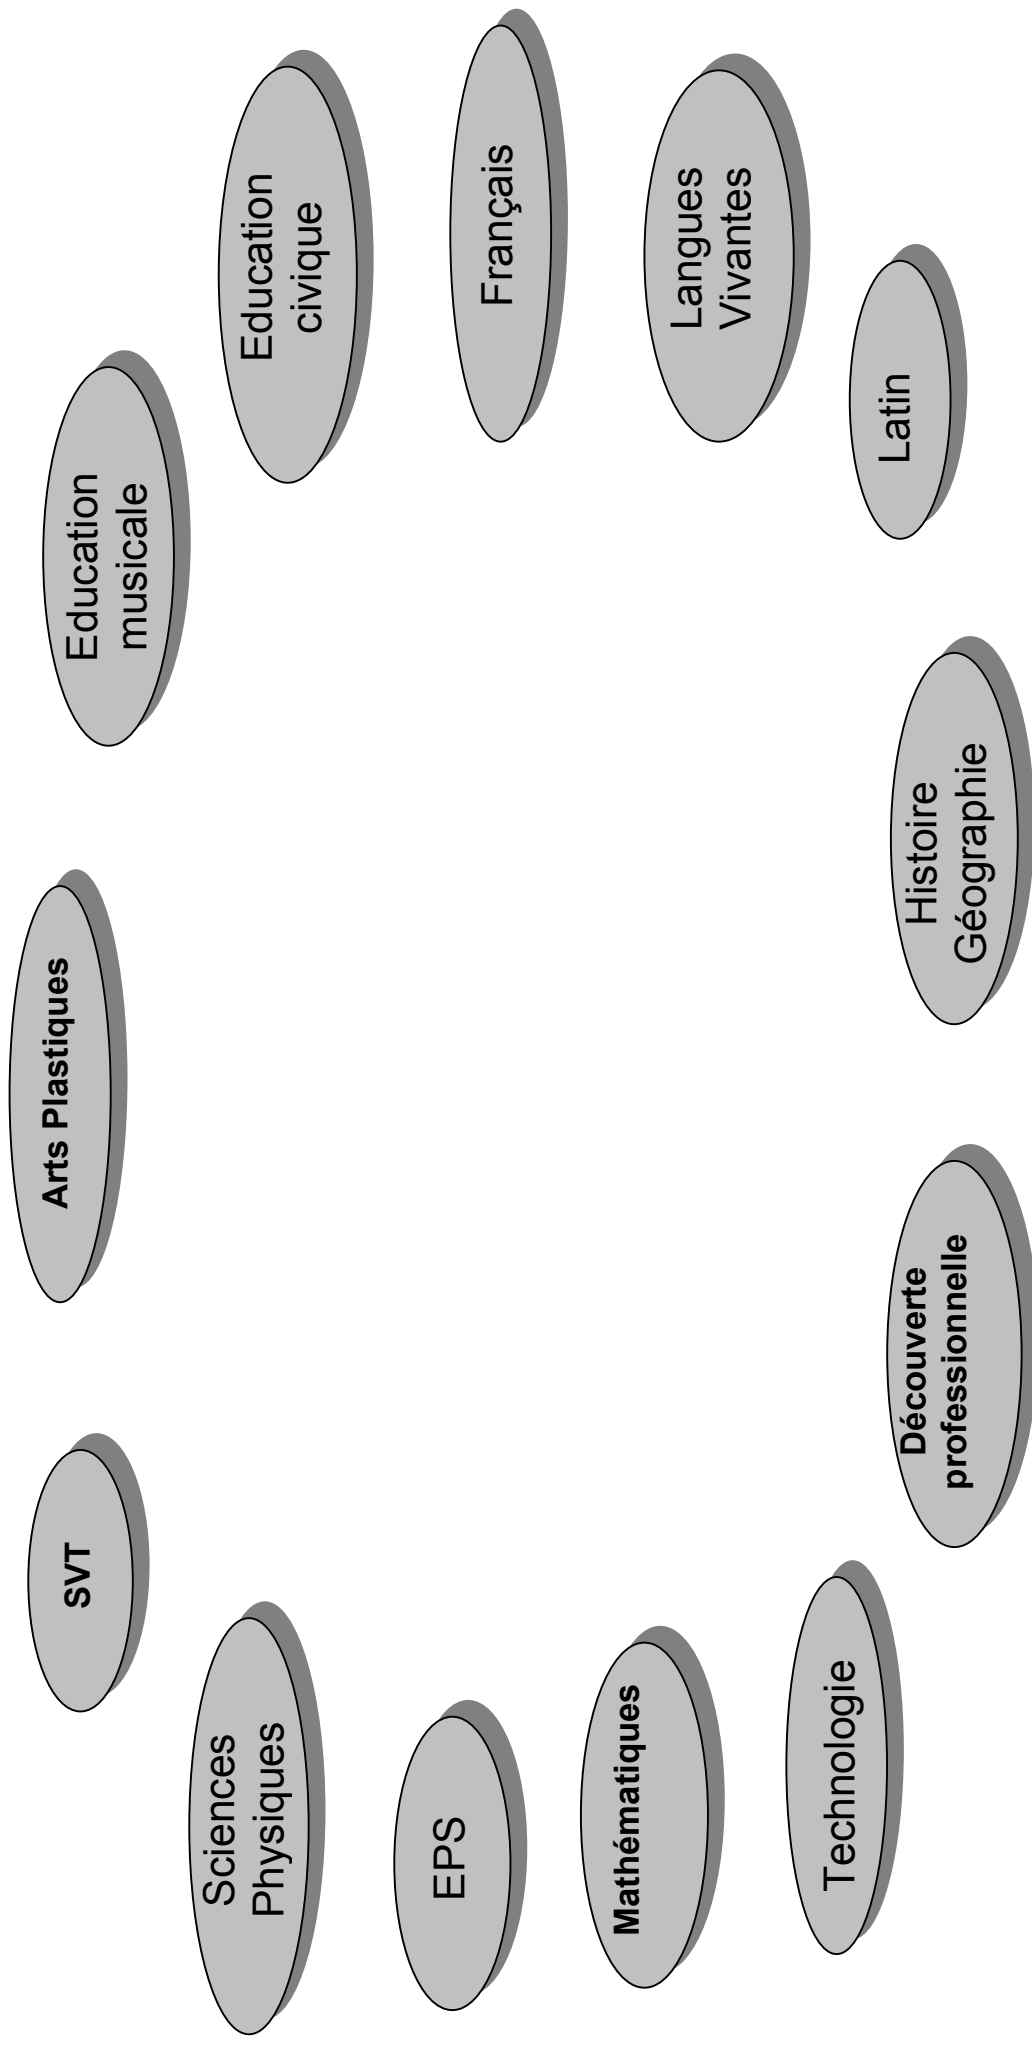 Arts Plastiques
Education
musicale
Education
civique
Français
Langues
Vivantes
Latin
Histoire
Géographie
Découverte
professionnelle
Technologie
Mathématiques
EPS
Sciences
Physiques
SVT